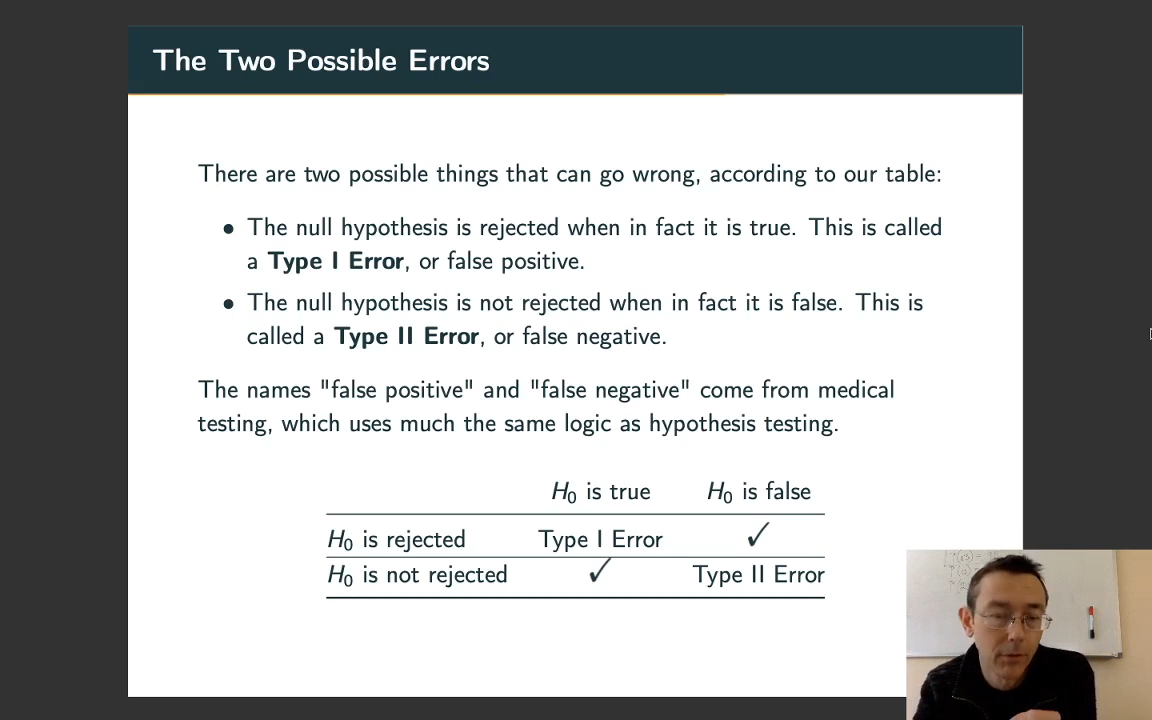 The Two Possible Errors
There are two possible things that can go wrong, according to our table:
• The null hypothesis is rejected when in fact it is true. This is called
a Type I Error, or false positive.
• The null hypothesis is not rejected when in fact it is false. This is
called a Type II Error, or false negative.
The names "false positive" and "false negative" come from medical
testing, which uses much the same logic as hypothesis testing.
H₀ is true H₀ is false
H₀ is rejected Type I Error ✓
H₀ is not rejected ✓ Type II Error